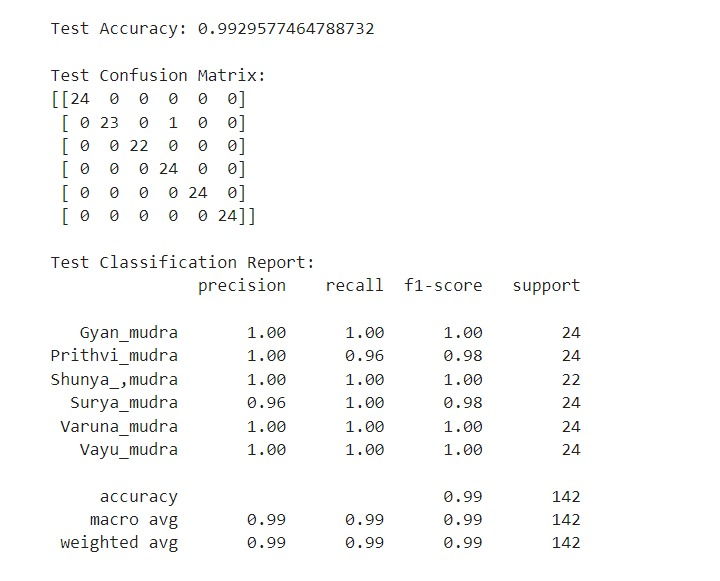 Test Accuracy: 0.9929577464788732
Test Confusion Matrix:
[[24 0 0 0 0 0]
[ 0 23 0 1 0 0]
[ 0 0 22 0 0 0]
[ 0 0 0 24 0 0]
[ 0 0 0 0 24 0]
[ 0 0 0 0 0 24]]
Test Classification Report:
precision recall f1-score support
Gyan_mudra 1.00 1.00 1.00 24
Prithvi_mudra 1.00 0.96 0.98 24
Shunya_,mudra 1.00 1.00 1.00 22
Surya_mudra 0.96 1.00 0.98 24
Varuna_mudra 1.00 1.00 1.00 24
Vayu_mudra 1.00 1.00 1.00 24
accuracy 0.99 142
macro avg 0.99 0.99 0.99 142
weighted avg 0.99 0.99 0.99 142